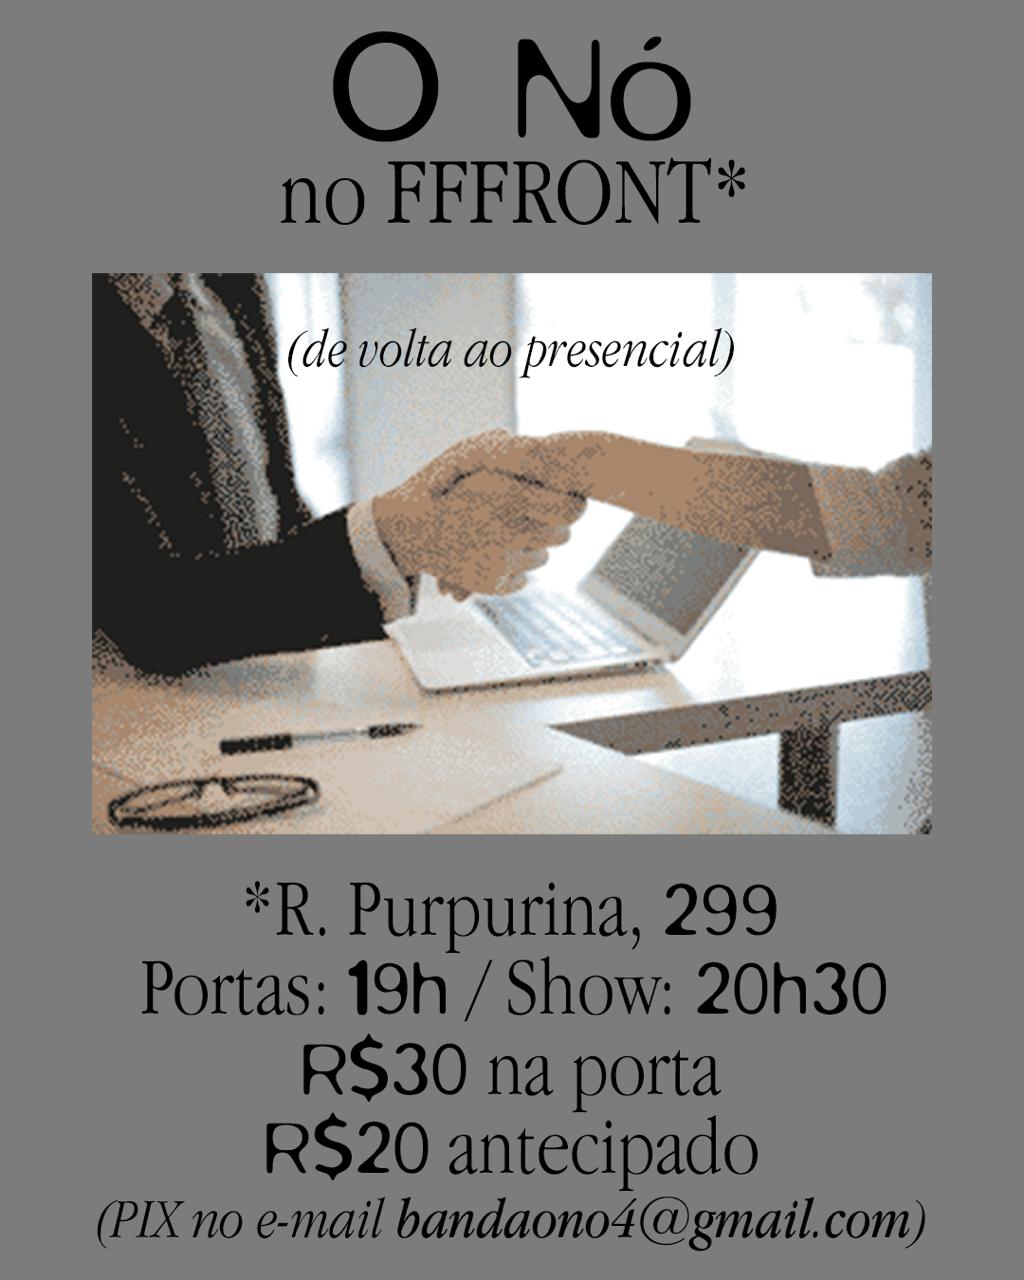 O Nó
no FFFRONT*
(de volta ao presencial)
*R. Purpurina, 299
Portas: 19h / Show: 20h30
R$30 na porta
R$20 antecipado
(PIX no e-mail bandaono4@gmail.com)